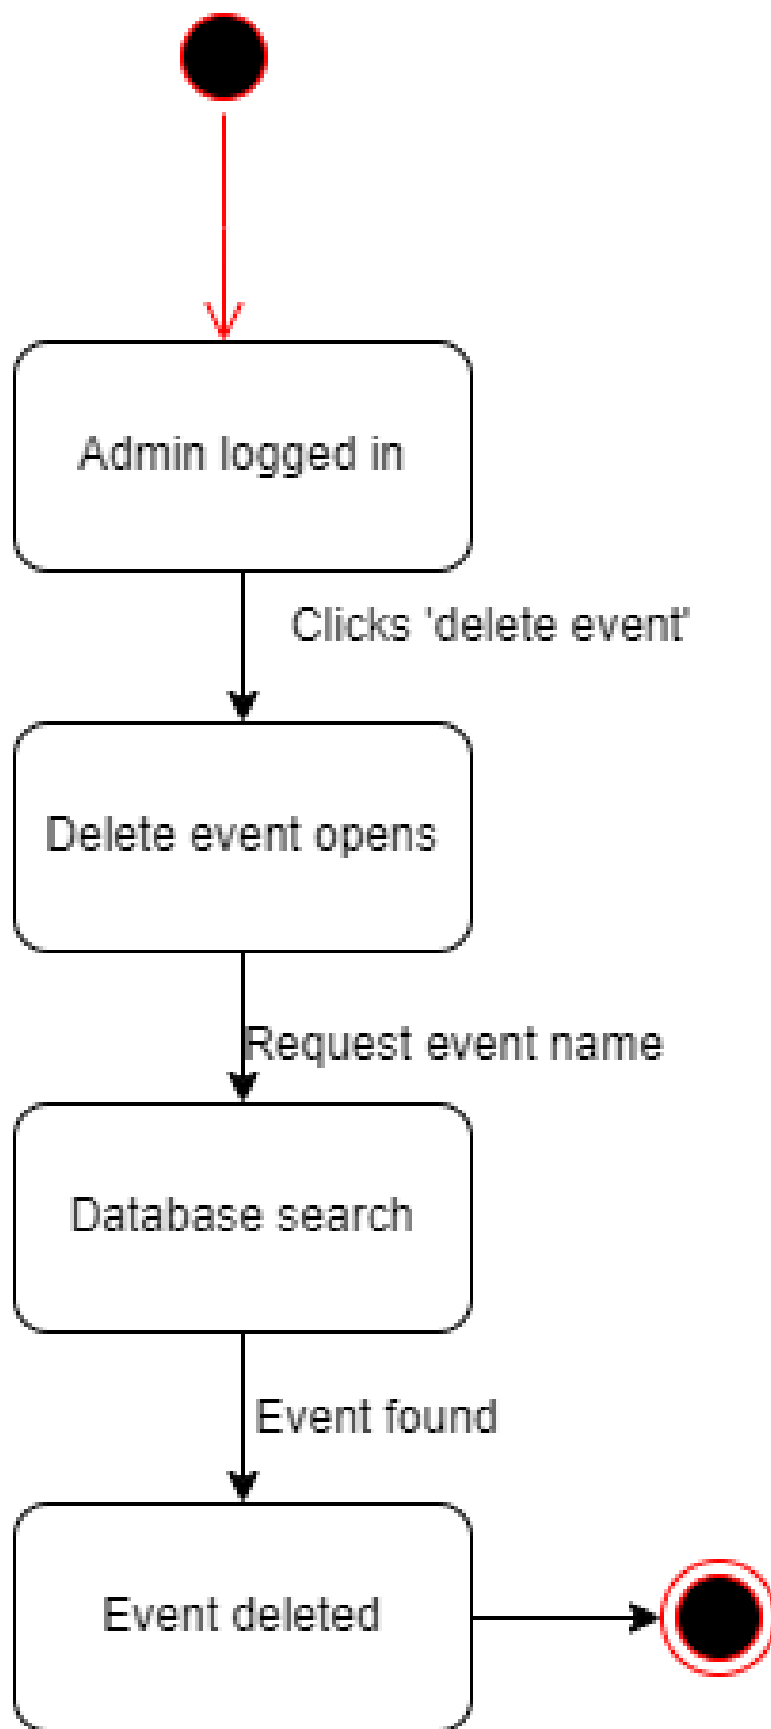 Admin logged in
Clicks 'delete event'
Delete event opens
Request event name
Database search
Event found
Event deleted